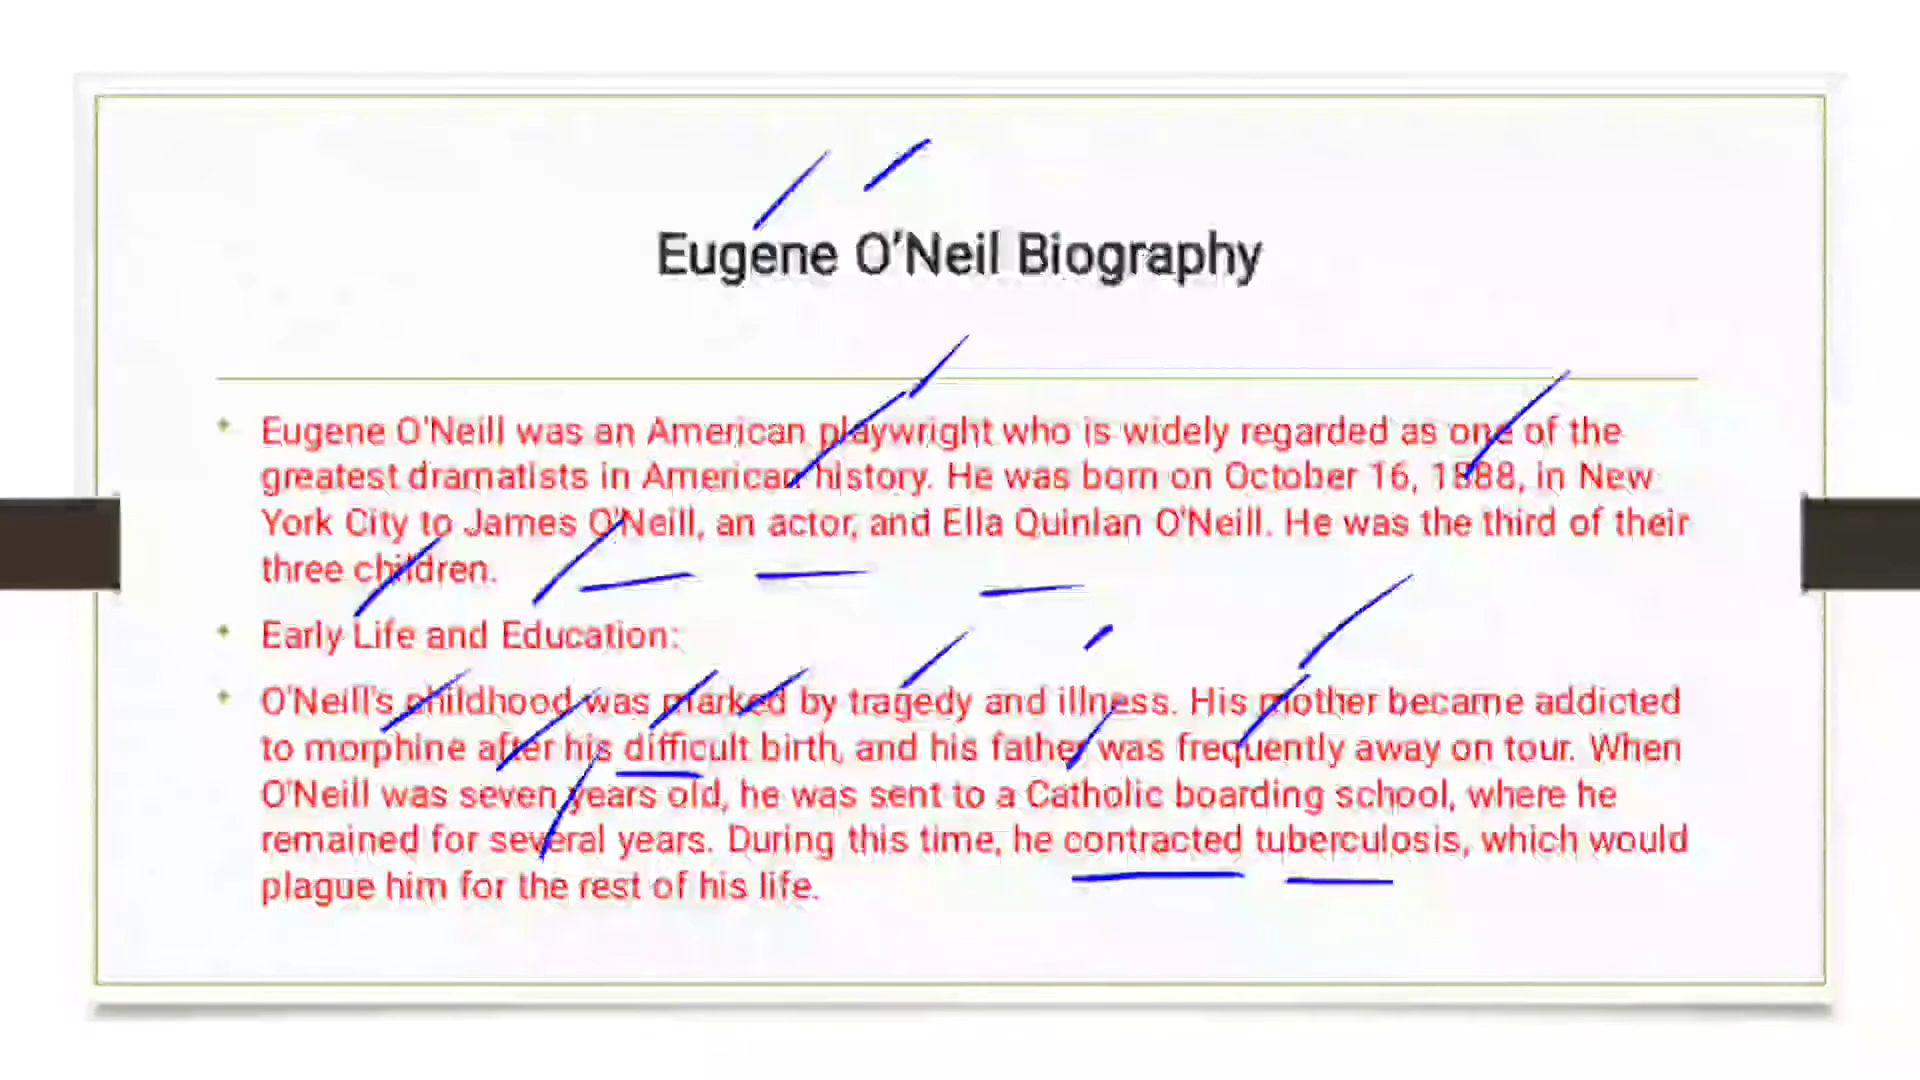 Eugene O'Neil Biography
Eugene O'Neill was an American playwright who is widely regarded as one of the
greatest dramatists in American history. He was born on October 16, 1888, in New
York City to James O'Neill, an actor, and Ella Quinlan O'Neill. He was the third of their
three children.
Early Life and Education:
O'Neill's childhood was marked by tragedy and illness. His mother became addicted
to morphine after his difficult birth, and his father was frequently away on tour. When
O'Neill was seven years old, he was sent to a Catholic boarding school, where he
remained for several years. During this time, he contracted tuberculosis, which would
plague him for the rest of his life.